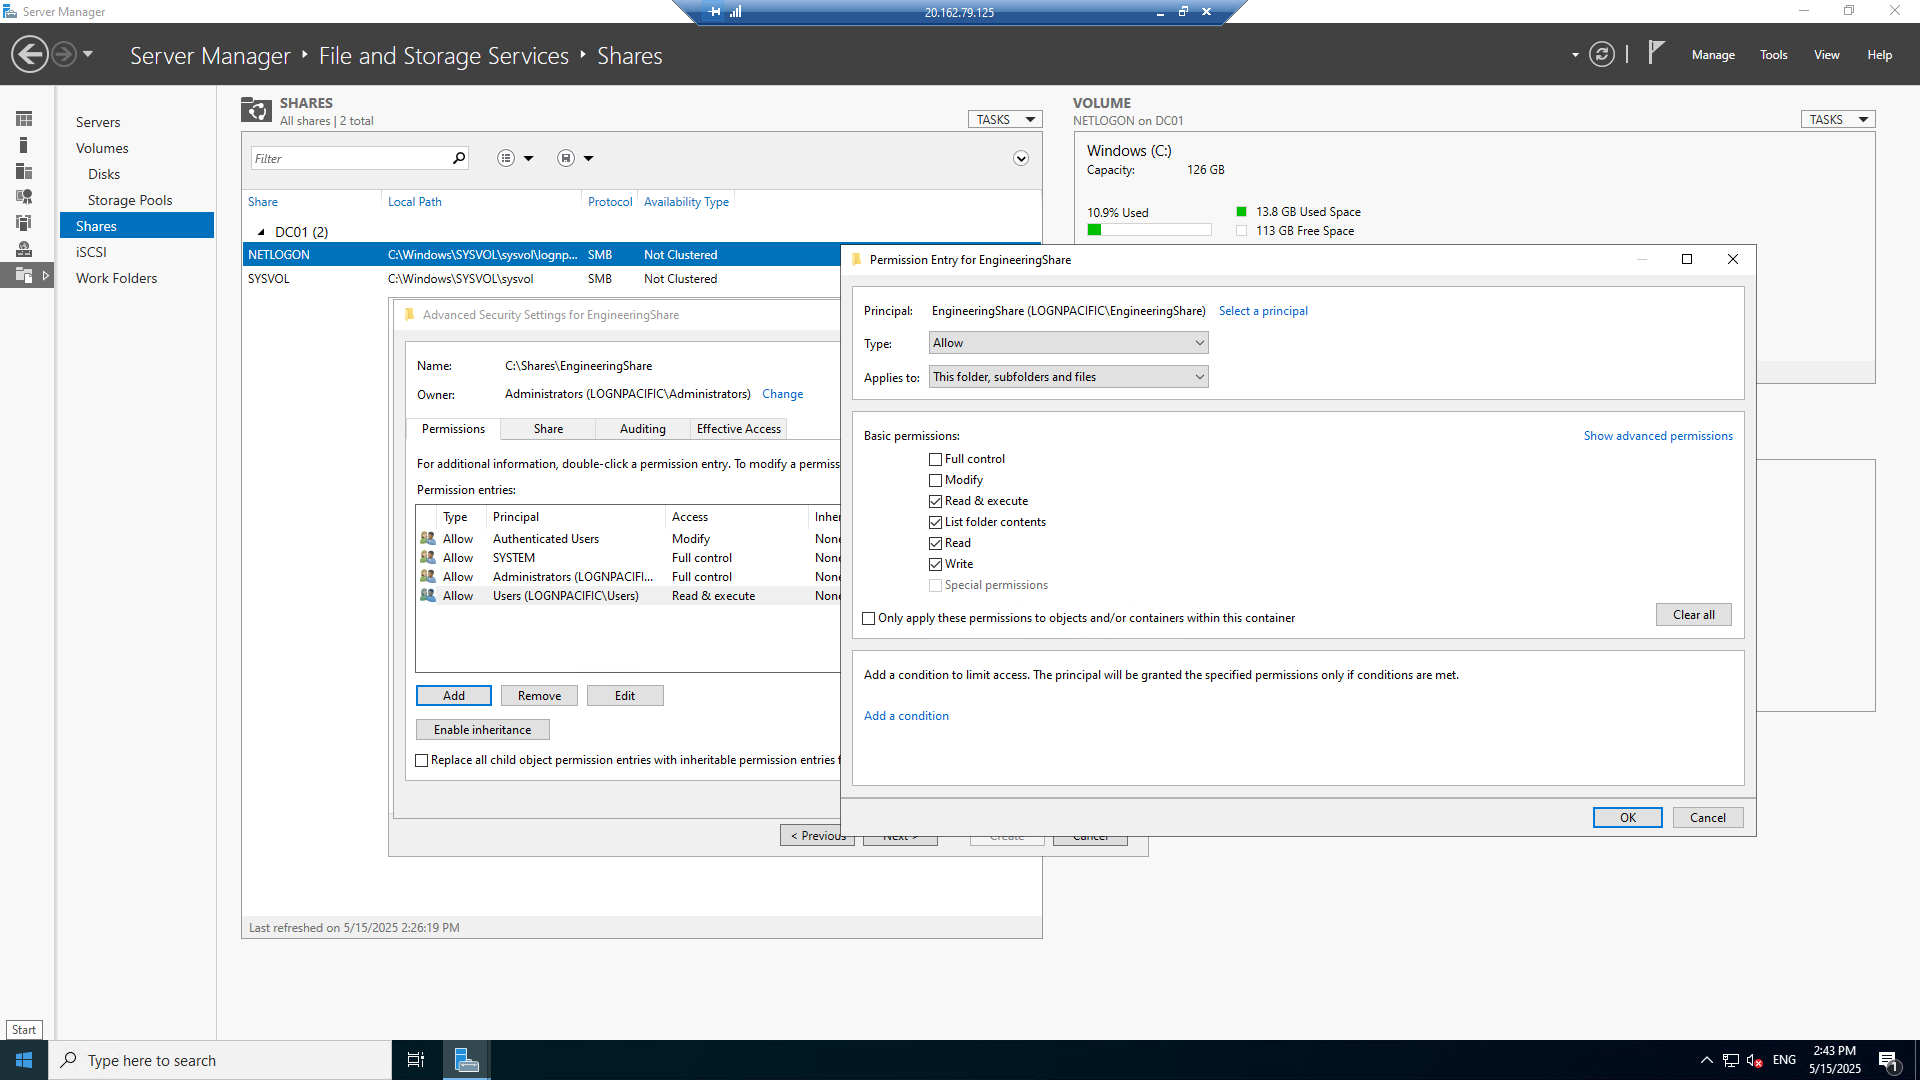 Server Manager
20.162.79.125
Server Manager ‣ File and Storage Services ‣ Shares
Manage Tools View Help
Servers
Volumes
Disks
Storage Pools
Shares
iSCSI
Work Folders
SHARES
All shares | 2 total
TASKS
Filter
Share Local Path Protocol Availability Type
DC01 (2)
NETLOGON C:\Windows\SYSVOL\sysvol\lognp... SMB Not Clustered
SYSVOL C:\Windows\SYSVOL\sysvol SMB Not Clustered
Last refreshed on 5/15/2025 2:26:19 PM
VOLUME
NETLOGON on DC01
TASKS
Windows (C:)
Capacity: 126 GB
10.9% Used
13.8 GB Used Space
113 GB Free Space
Advanced Security Settings for EngineeringShare
Name: C:\Shares\EngineeringShare
Owner: Administrators (LOGNPACIFIC\Administrators) Change
Permissions Share Auditing Effective Access
For additional information, double-click a permission entry. To modify a permiss
Permission entries:
Type Principal Access Inher
Allow Authenticated Users Modify None
Allow SYSTEM Full control None
Allow Administrators (LOGNPACIFI... Full control None
Allow Users (LOGNPACIFIC\Users) Read & execute None
Add Remove Edit
Enable inheritance
Replace all child object permission entries with inheritable permission entries f
< Previous Next > Create Cancel
Permission Entry for EngineeringShare
Principal: EngineeringShare (LOGNPACIFIC\EngineeringShare) Select a principal
Type: Allow
Applies to: This folder, subfolders and files
Basic permissions: Show advanced permissions
Full control
Modify
Read & execute
List folder contents
Read
Write
Special permissions
Only apply these permissions to objects and/or containers within this container
Clear all
Add a condition to limit access. The principal will be granted the specified permissions only if conditions are met.
Add a condition
OK Cancel
Start
Type here to search
ENG
2:43 PM
5/15/2025
1